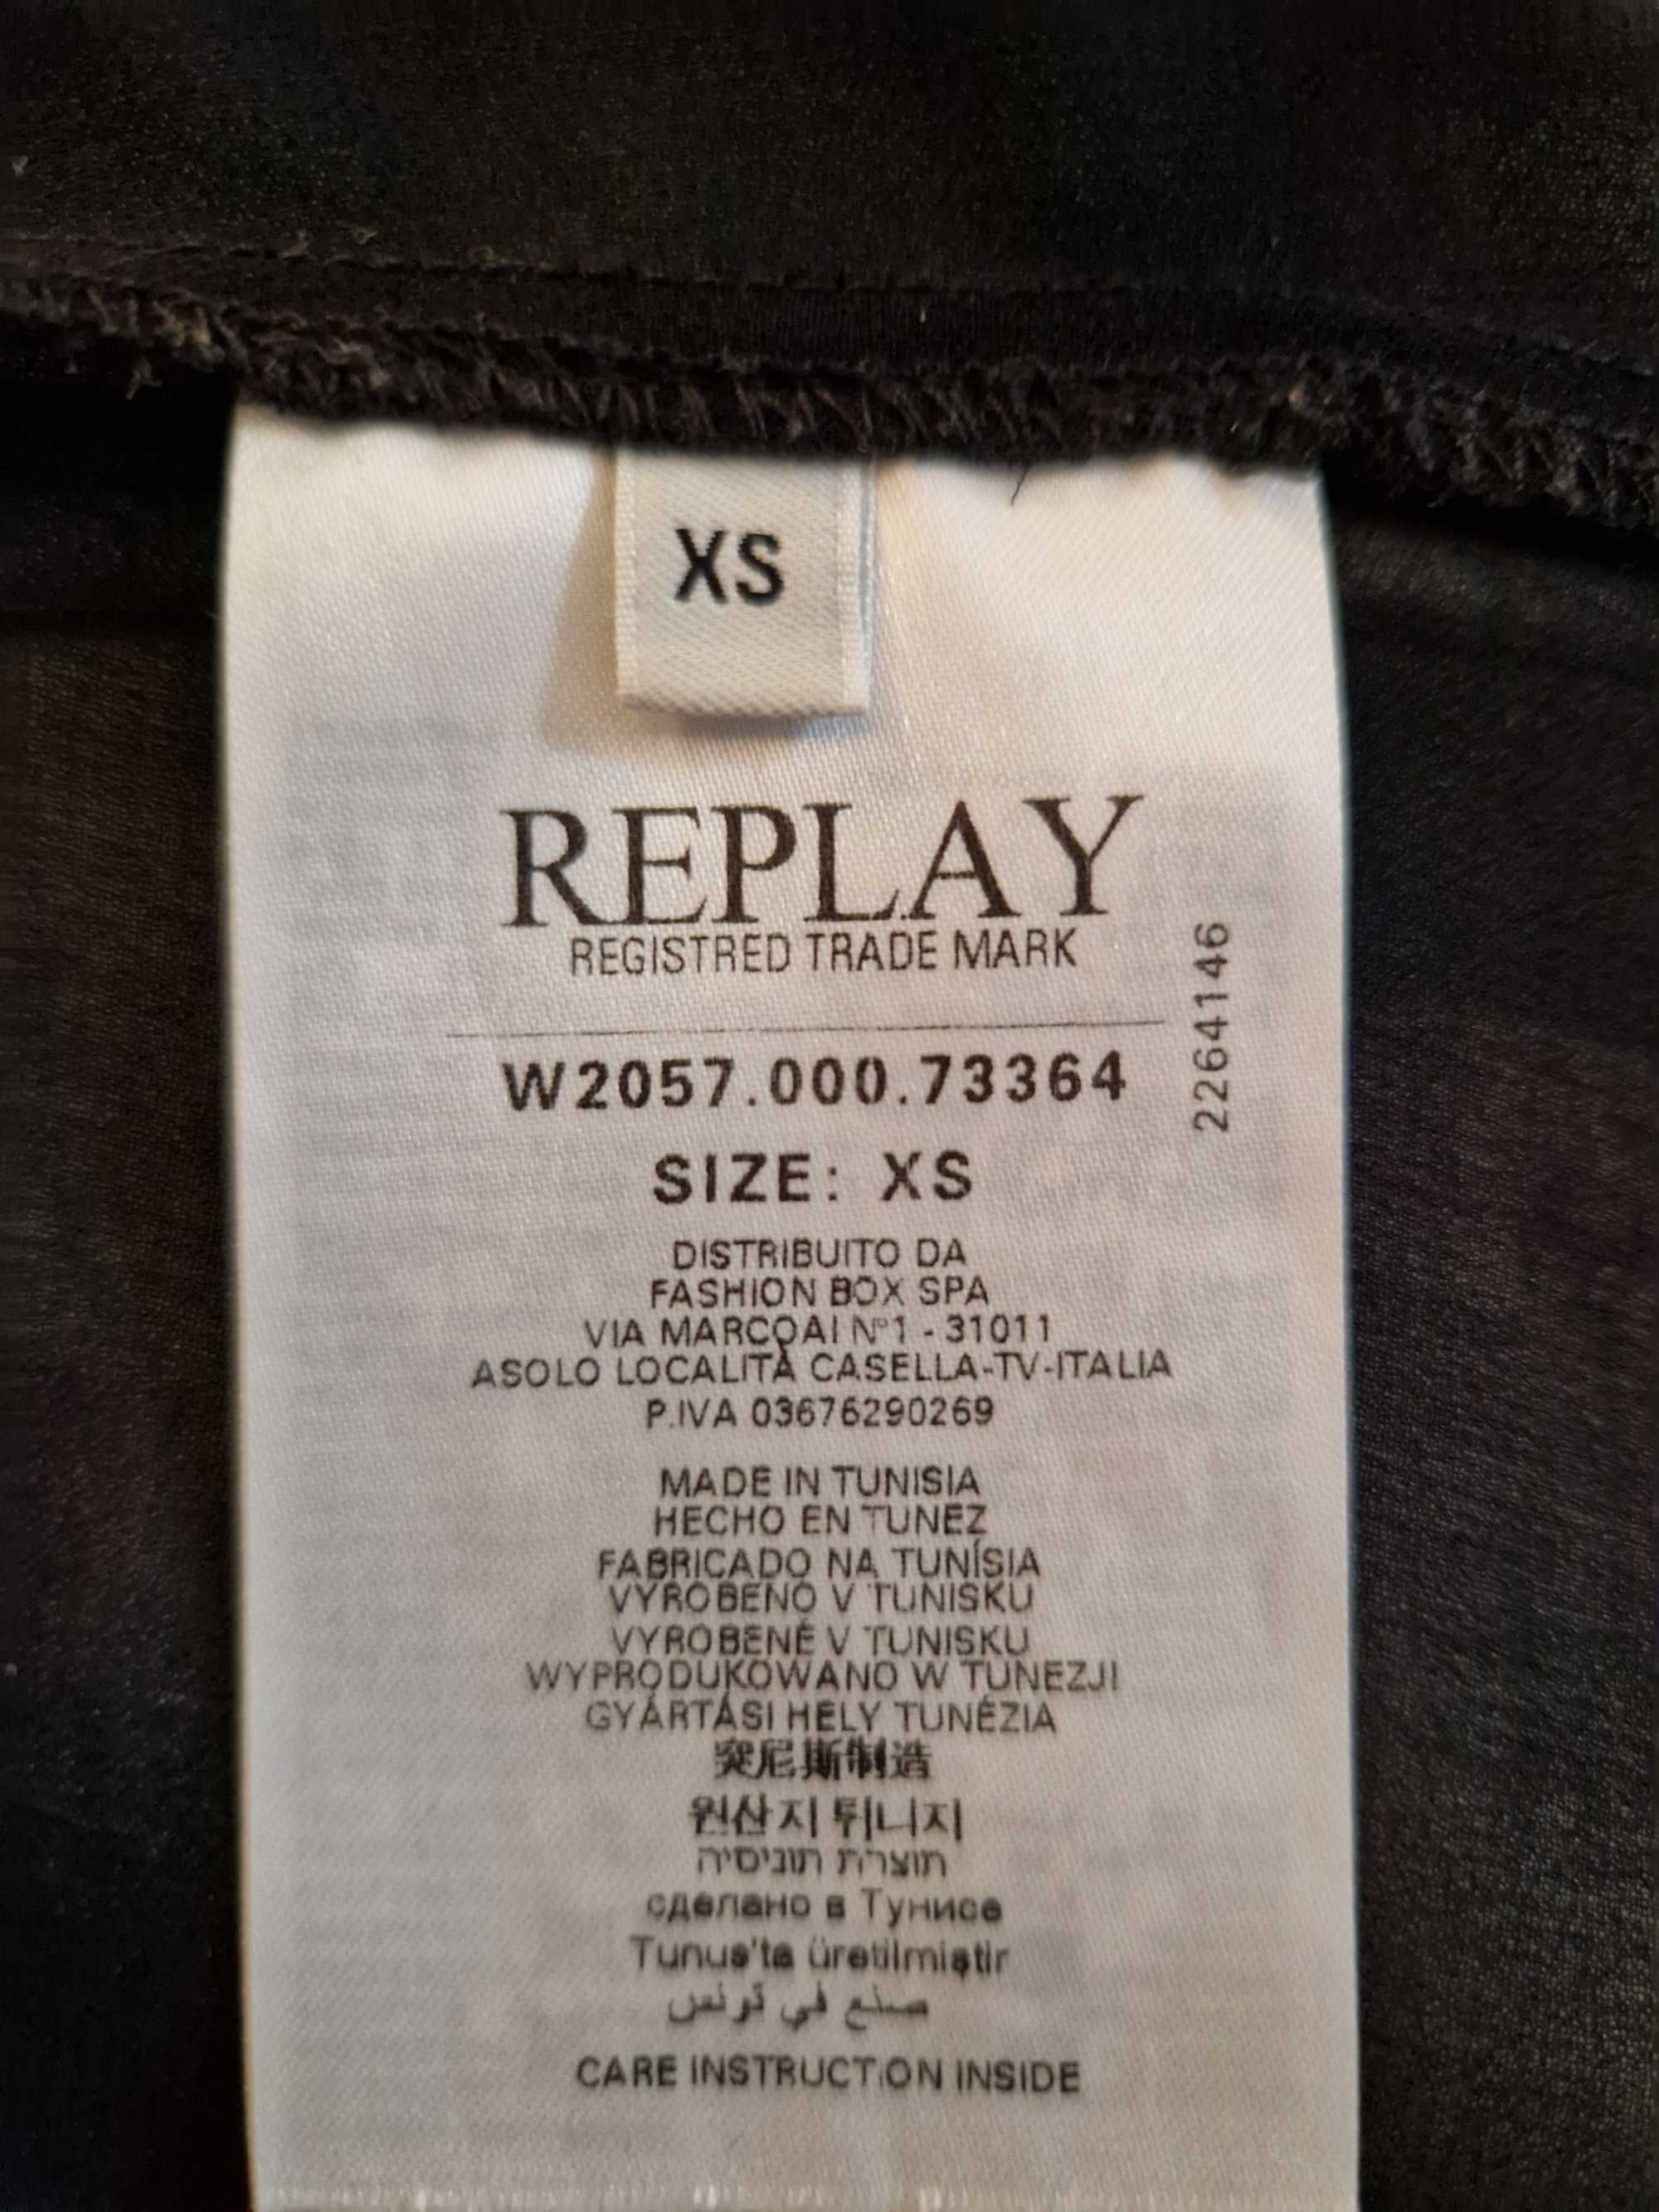 XS
REPLAY
REGISTRED TRADE MARK
2264146
W2057.000.73364
SIZE: XS
DISTRIBUITO DA
FASHION BOX SPA
VIA MARCOAI N°1 - 31011
ASOLO LOCALITÀ CASELLA-TV-ITALIA
P.IVA 03676290269
MADE IN TUNISIA
HECHO EN TUNEZ
FABRICADO NA TUNÍSIA
VYROBENO V TUNISKU
VYROBENÉ V TUNISKU
WYPRODUKOWANO W TUNEZJI
GYÁRTÁSI HELY TUNÉZIA
突尼斯制造
원산지 튀니지
תוצרת תוניסיה
сделано в Тунисе
Tunus'ta üretilmiştir
صنع في تونس
CARE INSTRUCTION INSIDE